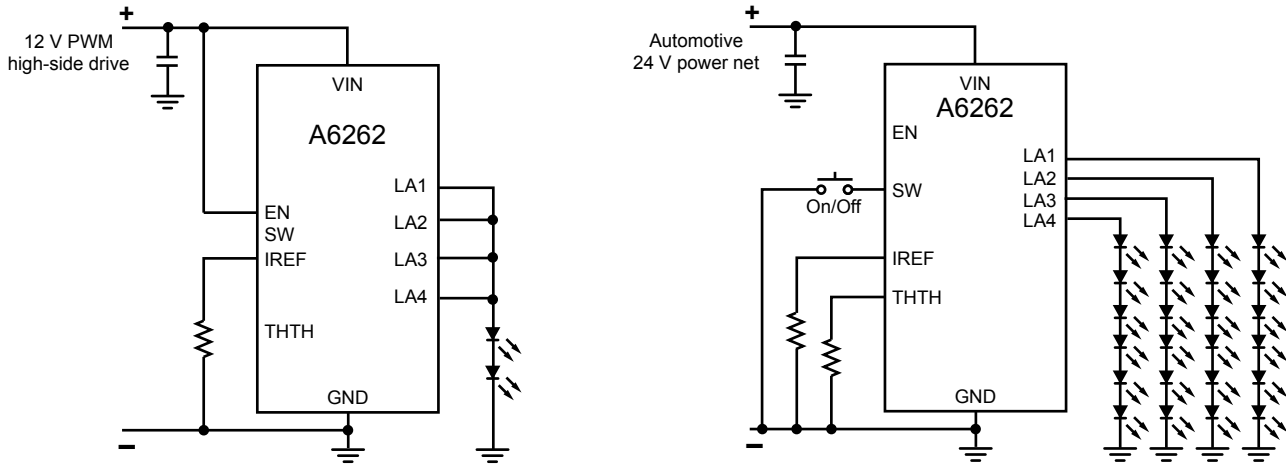 +
12 V PWM
high-side drive
VIN
A6262
LA1
EN
LA2
SW
IREF
LA3
LA4
THTH
GND
–
+
Automotive
24 V power net
VIN
A6262
EN
LA1
LA2
SW
LA3
On/Off
LA4
IREF
THTH
GND
–